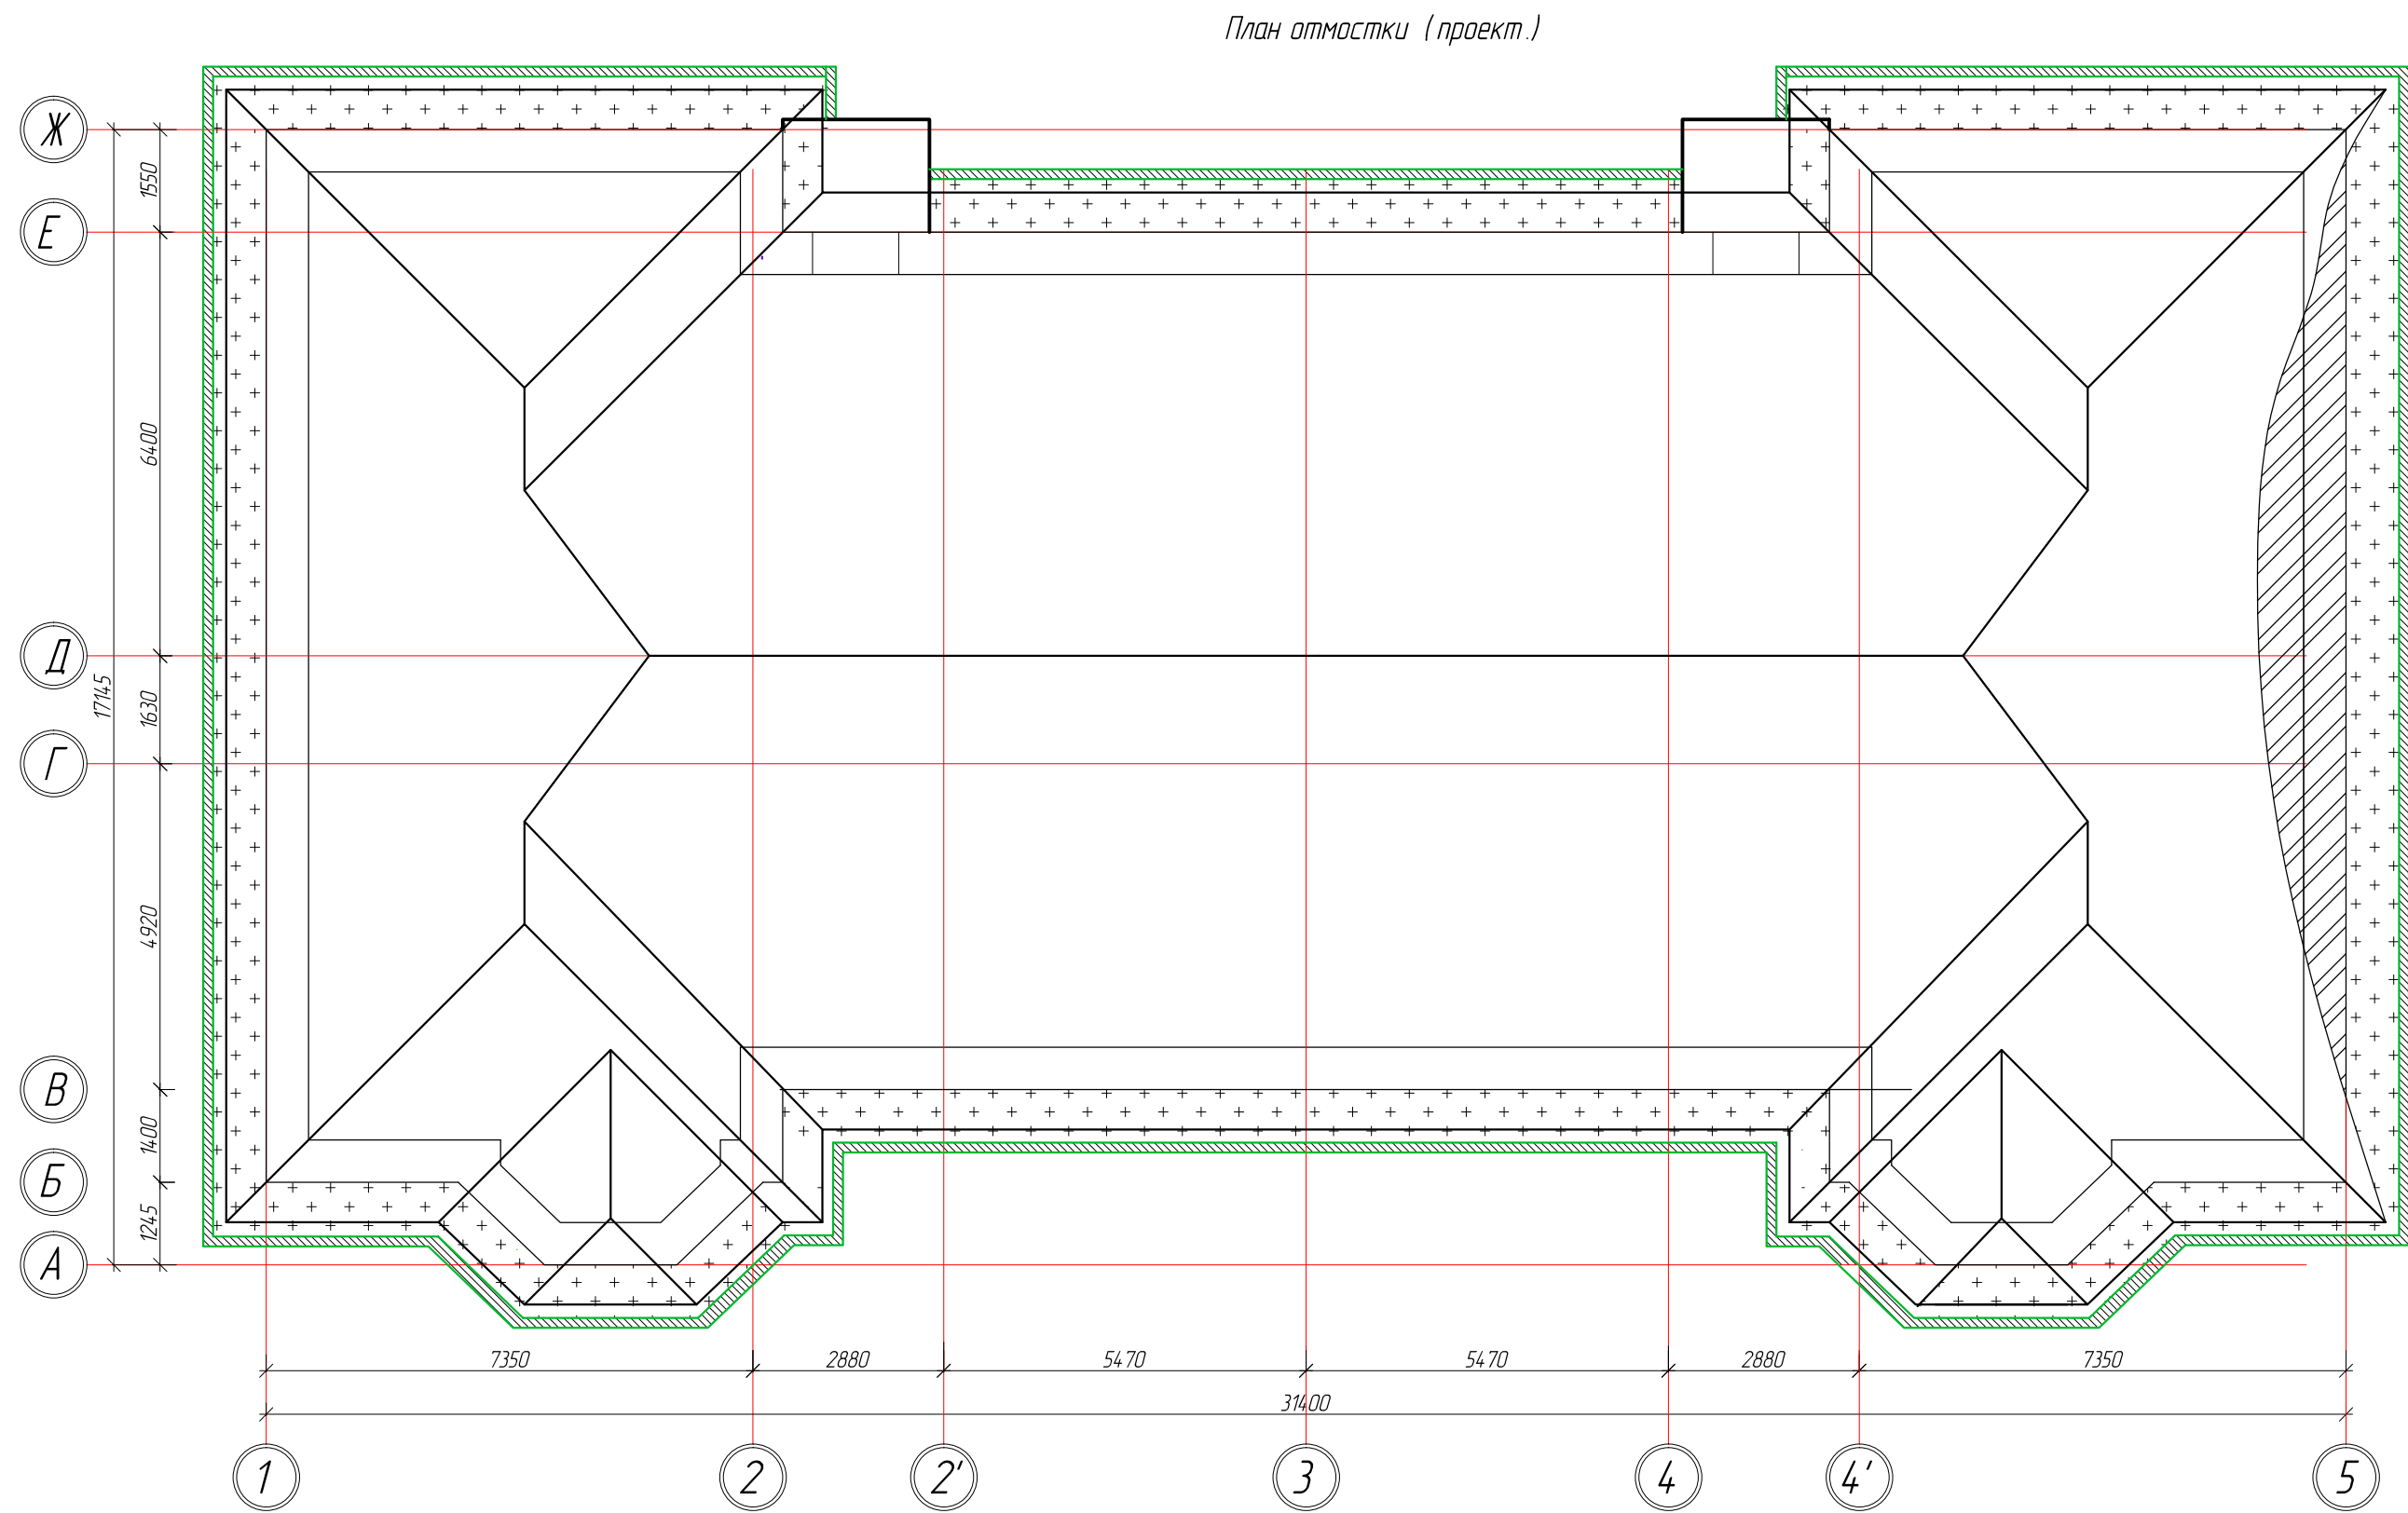 План отмостки (проект.)
Ж
1550
Е
6400
Д
17145
1630
Г
4920
В
1400
Б
1245
А
7350 2880 5470 5470 2880 7350
31400
1 2 2' 3 4 4' 5